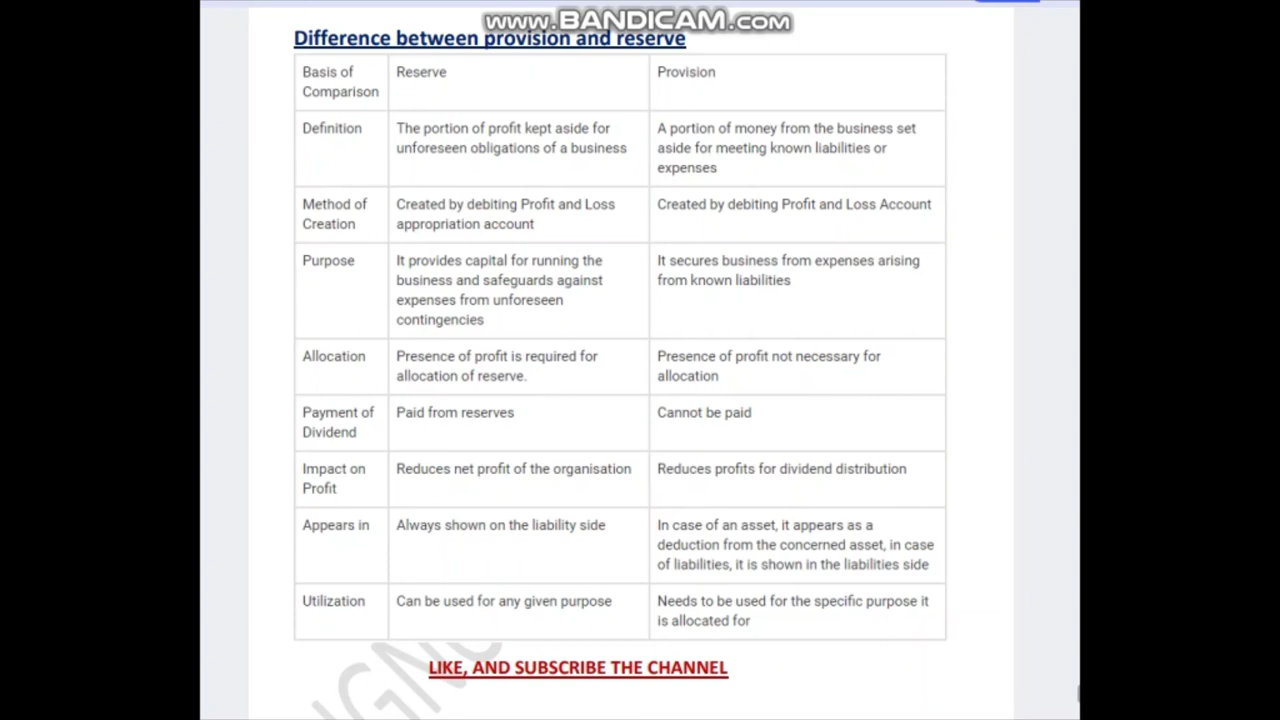 www.BANDICAM.com
Difference between provision and reserve
Basis of Comparison | Reserve | Provision
Definition | The portion of profit kept aside for unforeseen obligations of a business | A portion of money from the business set aside for meeting known liabilities or expenses
Method of Creation | Created by debiting Profit and Loss appropriation account | Created by debiting Profit and Loss Account
Purpose | It provides capital for running the business and safeguards against expenses from unforeseen contingencies | It secures business from expenses arising from known liabilities
Allocation | Presence of profit is required for allocation of reserve. | Presence of profit not necessary for allocation
Payment of Dividend | Paid from reserves | Cannot be paid
Impact on Profit | Reduces net profit of the organisation | Reduces profits for dividend distribution
Appears in | Always shown on the liability side | In case of an asset, it appears as a deduction from the concerned asset, in case of liabilities, it is shown in the liabilities side
Utilization | Can be used for any given purpose | Needs to be used for the specific purpose it is allocated for
LIKE, AND SUBSCRIBE THE CHANNEL